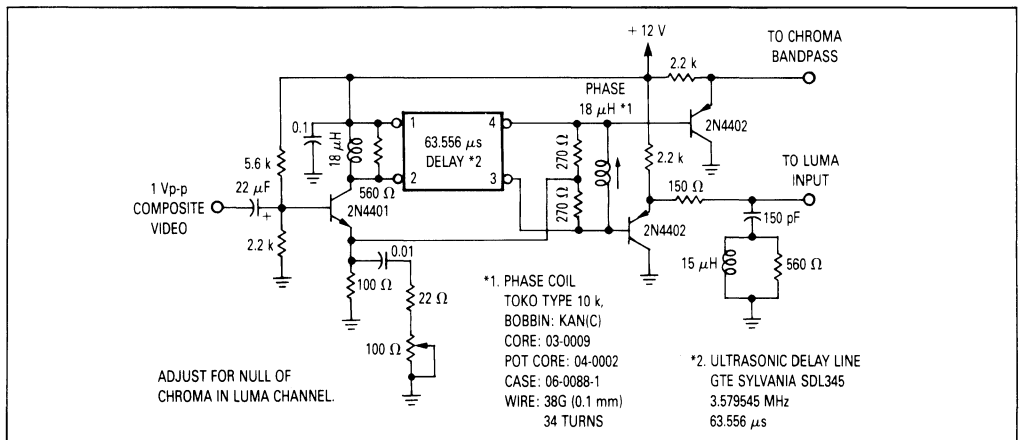 + 12 V
TO CHROMA
BANDPASS
2.2 k
PHASE
18 μH *1
2N4402
0.1
18 μH
1
2
63.556 μs
DELAY *2
4
3
270 Ω
270 Ω
2.2 k
TO LUMA
INPUT
5.6 k
560 Ω
150 Ω
1 Vp-p
COMPOSITE
VIDEO
22 μF
+
2N4401
2N4402
150 pF
2.2 k
0.01
15 μH
560 Ω
100 Ω
22 Ω
100 Ω
*1. PHASE COIL
TOKO TYPE 10 k,
BOBBIN: KAN(C)
CORE: 03-0009
POT CORE: 04-0002
CASE: 06-0088-1
WIRE: 38G (0.1 mm)
34 TURNS
*2. ULTRASONIC DELAY LINE
GTE SYLVANIA SDL345
3.579545 MHz
63.556 μs
ADJUST FOR NULL OF
CHROMA IN LUMA CHANNEL.